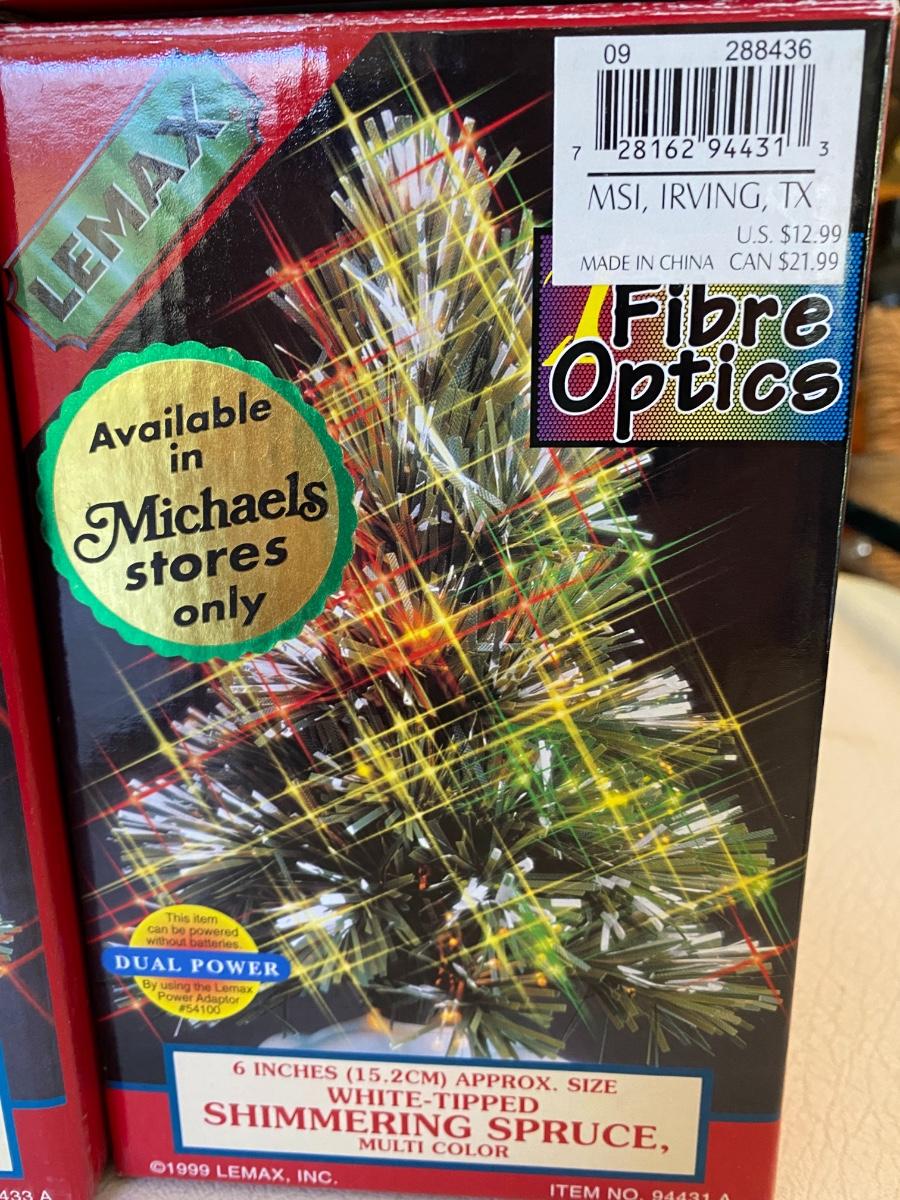 LEMAX
09 288436
7 28162 94431 3
MSI, IRVING, TX
U.S. $12.99
MADE IN CHINA CAN $21.99
Fibre
Optics
Available
in
Michaels
stores
only
This item
can be powered
without batteries.
DUAL POWER
By using the Lemax
Power Adaptor
#54100
6 INCHES (15.2CM) APPROX. SIZE
WHITE-TIPPED
SHIMMERING SPRUCE,
MULTI COLOR
©1999 LEMAX, INC.
ITEM NO. 94431 A
433 A